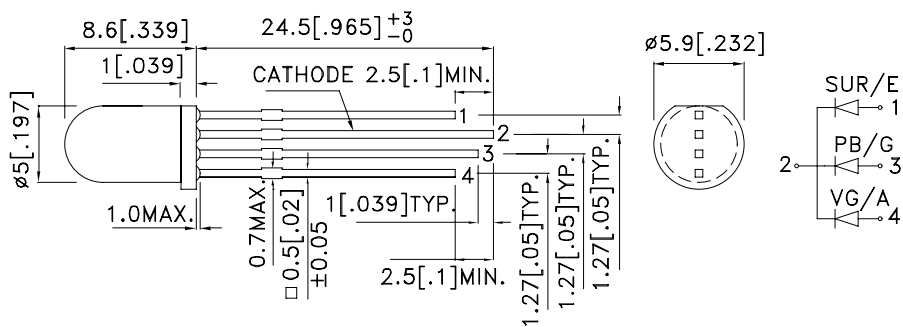 8.6[.339]
24.5[.965] +3 -0
ø5.9[.232]
1[.039]
CATHODE 2.5[.1]MIN.
SUR/E
ø5[.197]
1
2
3
4
1
PB/G
2
3
VG/A
4
1.0MAX.
0.7MAX.
□0.5[.02]
±0.05
1[.039]TYP.
2.5[.1]MIN.
1.27[.05]TYP.
1.27[.05]TYP.
1.27[.05]TYP.